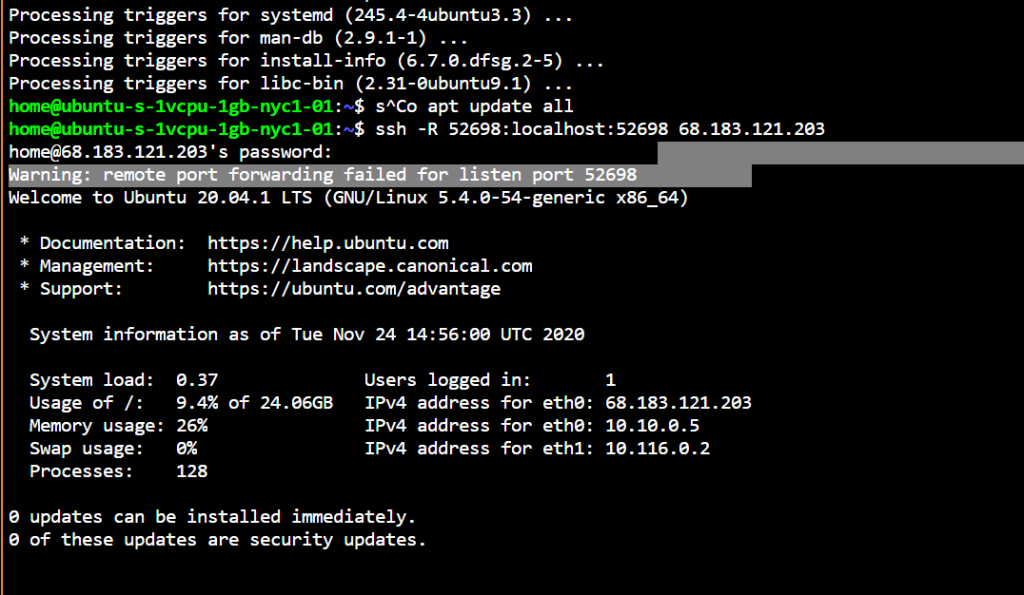 Processing triggers for systemd (245.4-4ubuntu3.3) ...
Processing triggers for man-db (2.9.1-1) ...
Processing triggers for install-info (6.7.0.dfsg.2-5) ...
Processing triggers for libc-bin (2.31-0ubuntu9.1) ...
home@ubuntu-s-1vcpu-1gb-nyc1-01:~$ s^Co apt update all
home@ubuntu-s-1vcpu-1gb-nyc1-01:~$ ssh -R 52698:localhost:52698 68.183.121.203
home@68.183.121.203's password:
Warning: remote port forwarding failed for listen port 52698
Welcome to Ubuntu 20.04.1 LTS (GNU/Linux 5.4.0-54-generic x86_64)

 * Documentation:  https://help.ubuntu.com
 * Management:     https://landscape.canonical.com
 * Support:        https://ubuntu.com/advantage

  System information as of Tue Nov 24 14:56:00 UTC 2020

  System load:  0.37              Users logged in:       1
  Usage of /:   9.4% of 24.06GB   IPv4 address for eth0: 68.183.121.203
  Memory usage: 26%               IPv4 address for eth0: 10.10.0.5
  Swap usage:   0%                IPv4 address for eth1: 10.116.0.2
  Processes:    128

0 updates can be installed immediately.
0 of these updates are security updates.